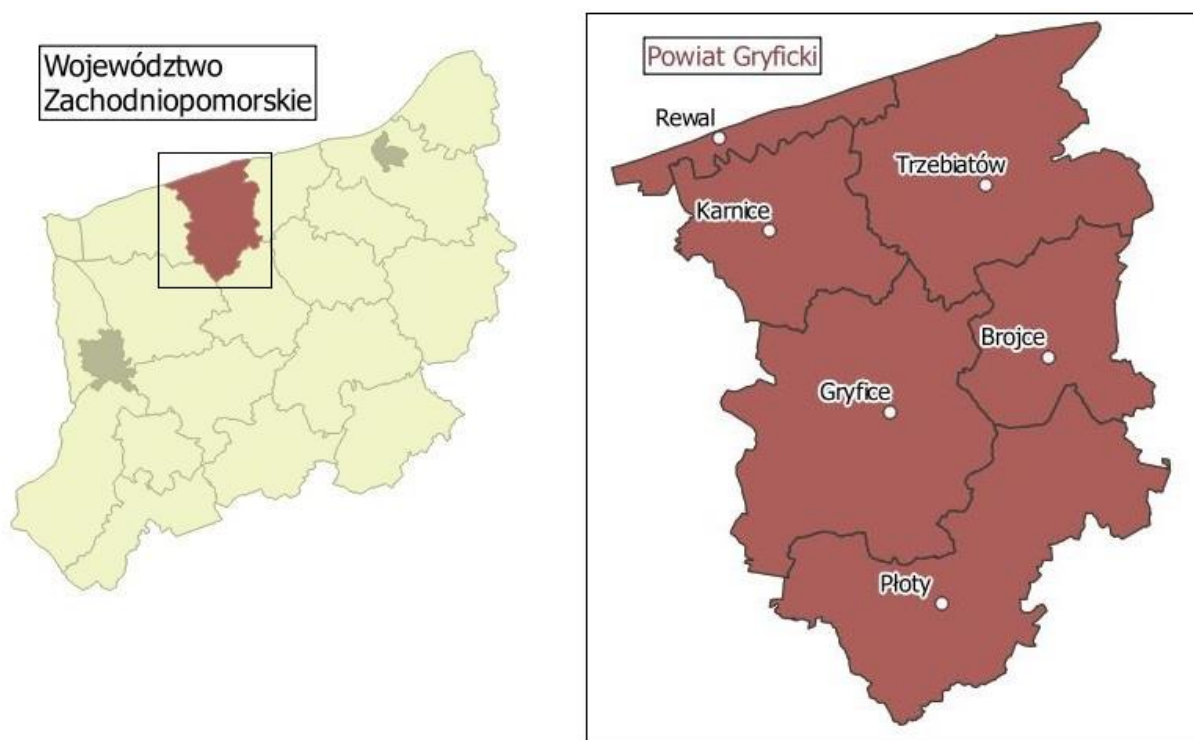 Województwo
Zachodniopomorskie
Powiat Gryficki
Rewal
Trzebiatów
Karnice
Brojce
Gryfice
Płoty